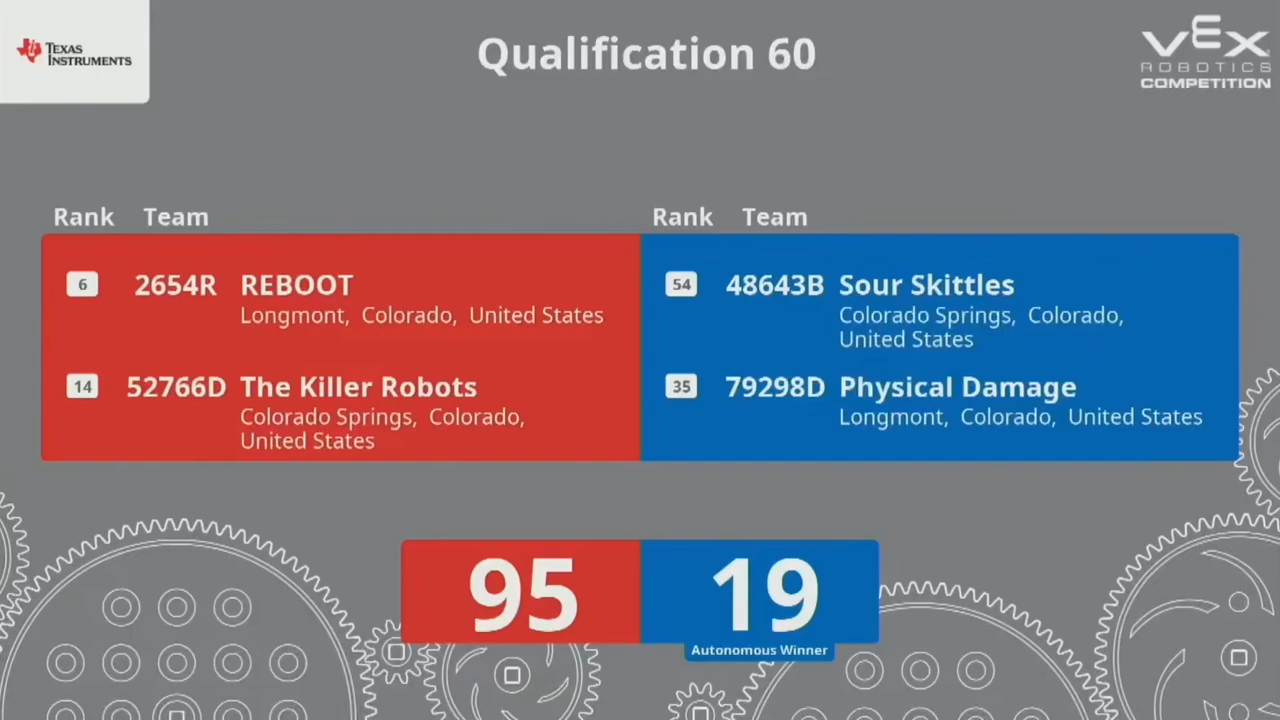 TEXAS
INSTRUMENTS
Qualification 60
VEX
ROBOTICS
COMPETITION
Rank Team
6 2654R REBOOT
Longmont, Colorado, United States
14 52766D The Killer Robots
Colorado Springs, Colorado,
United States
Rank Team
54 48643B Sour Skittles
Colorado Springs, Colorado,
United States
35 79298D Physical Damage
Longmont, Colorado, United States
95 19
Autonomous Winner